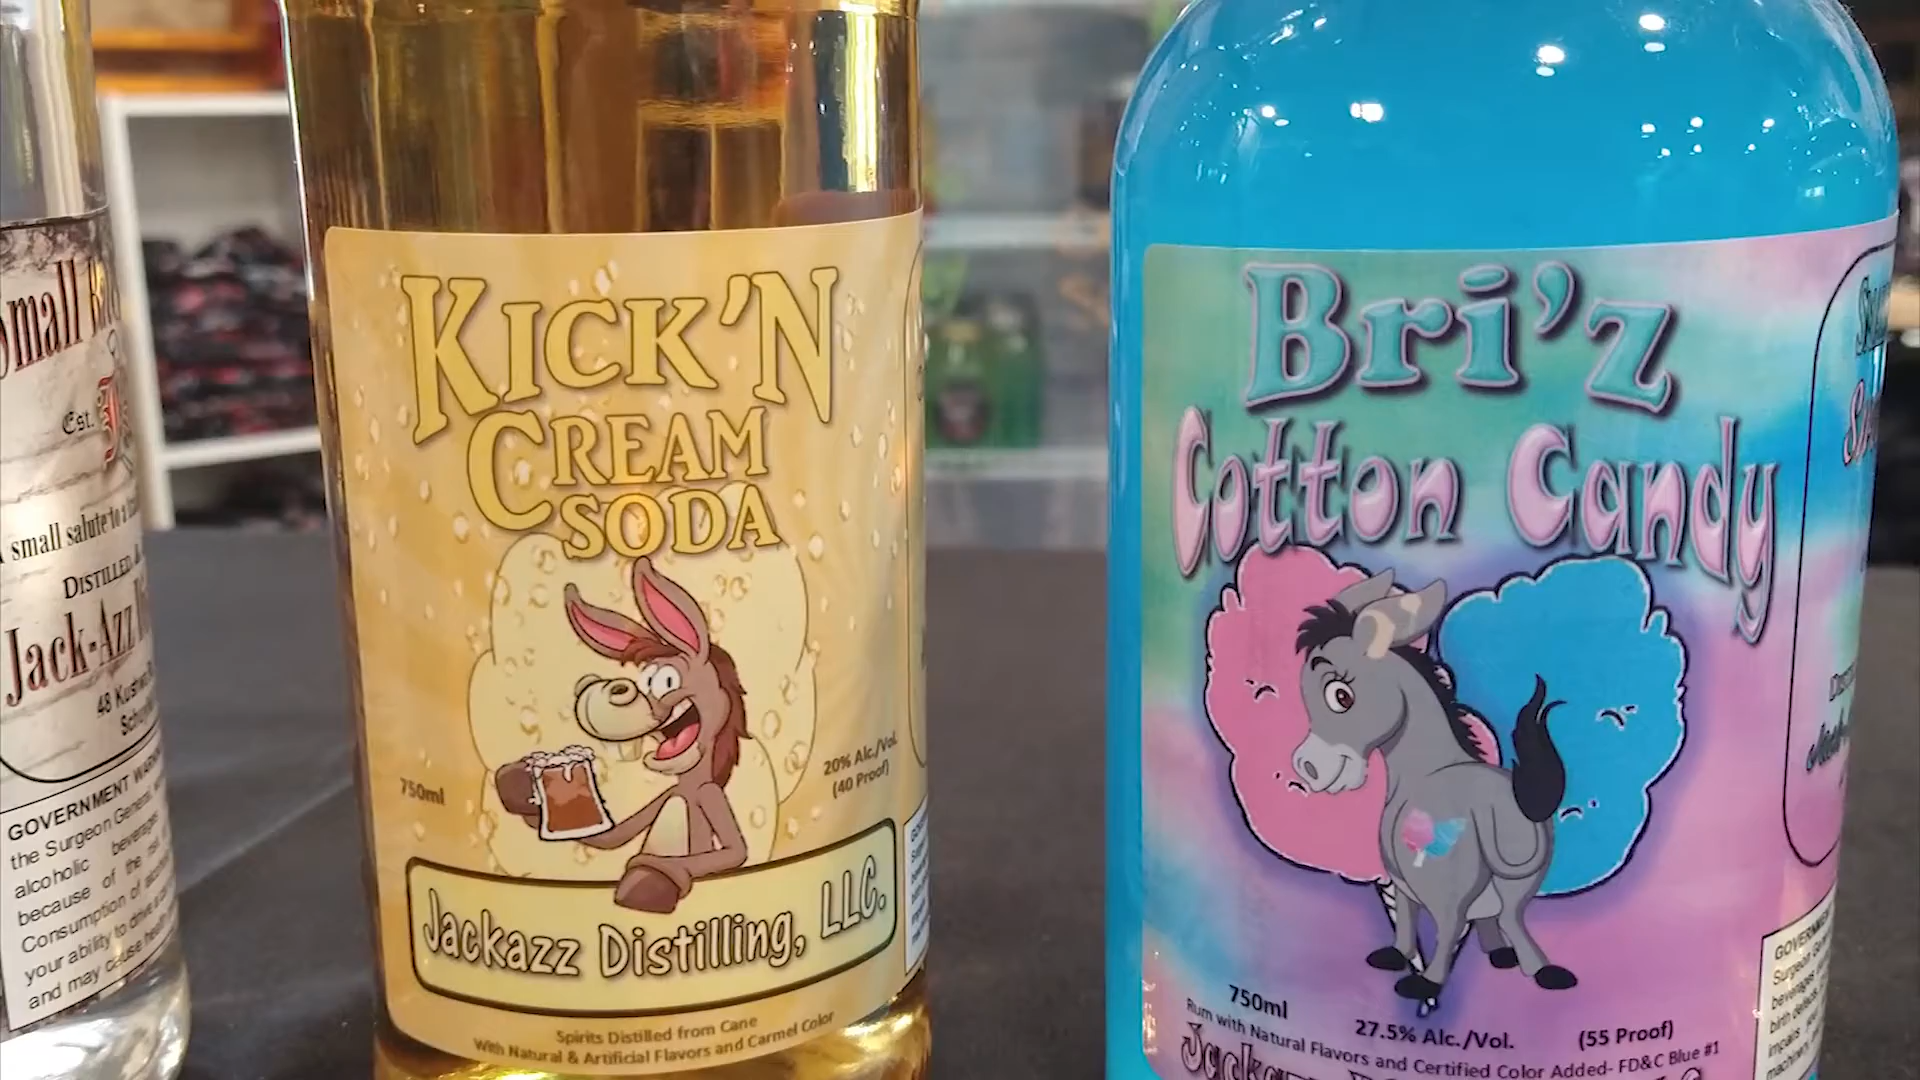 Small
Est.
small salute to
DISTILLED
Jack-Azz
48
GOVERNMENT
the Surgeon General,
alcoholic beverages
because of the
Consumption of
your ability to drive a
and may cause
KICK'N
CREAM
SODA
750ml
20% Alc./Vol.
(40 Proof)
Jackazz Distilling, LLC.
Spirits Distilled from Cane
With Natural & Artificial Flavors and Carmel Color
Bri'z
Cotton Candy
750ml
27.5% Alc./Vol.
(55 Proof)
Rum with Natural Flavors and Certified Color Added- FD&C Blue #1
Surgeon
birth